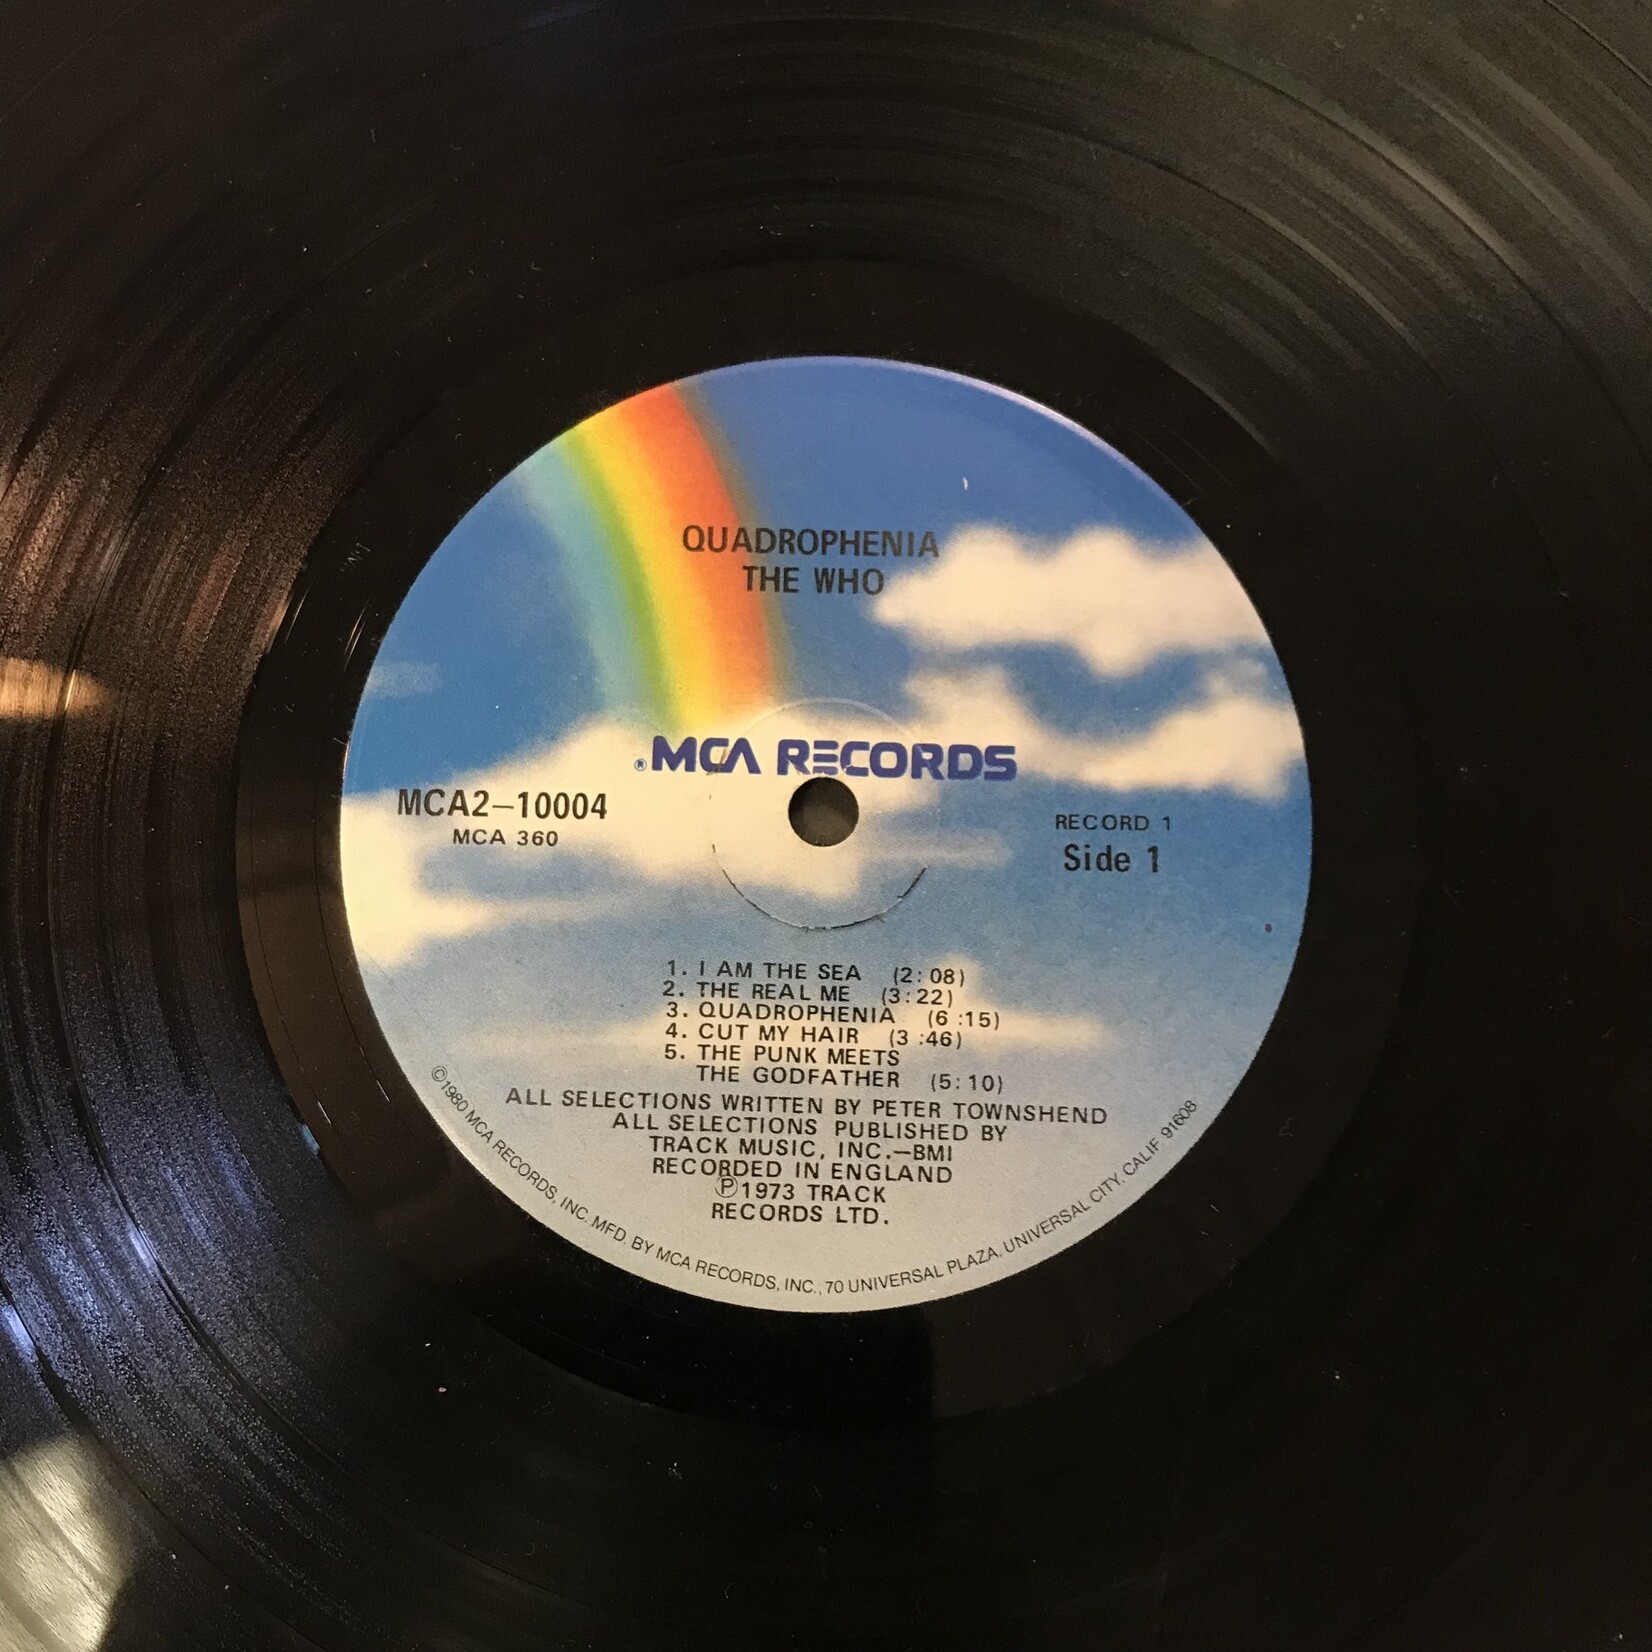 QUADROPHENIA
THE WHO
®MCA RECORDS
MCA2–10004
MCA 360
RECORD 1
Side 1
1. I AM THE SEA (2:08)
2. THE REAL ME (3:22)
3. QUADROPHENIA (6:15)
4. CUT MY HAIR (3:46)
5. THE PUNK MEETS
THE GODFATHER (5:10)
ALL SELECTIONS WRITTEN BY PETER TOWNSHEND
ALL SELECTIONS PUBLISHED BY
TRACK MUSIC, INC.–BMI
RECORDED IN ENGLAND
Ⓟ1973 TRACK
RECORDS LTD.
©1980 MCA RECORDS, INC. MFD. BY MCA RECORDS, INC., 70 UNIVERSAL PLAZA, UNIVERSAL CITY, CALIF. 91608